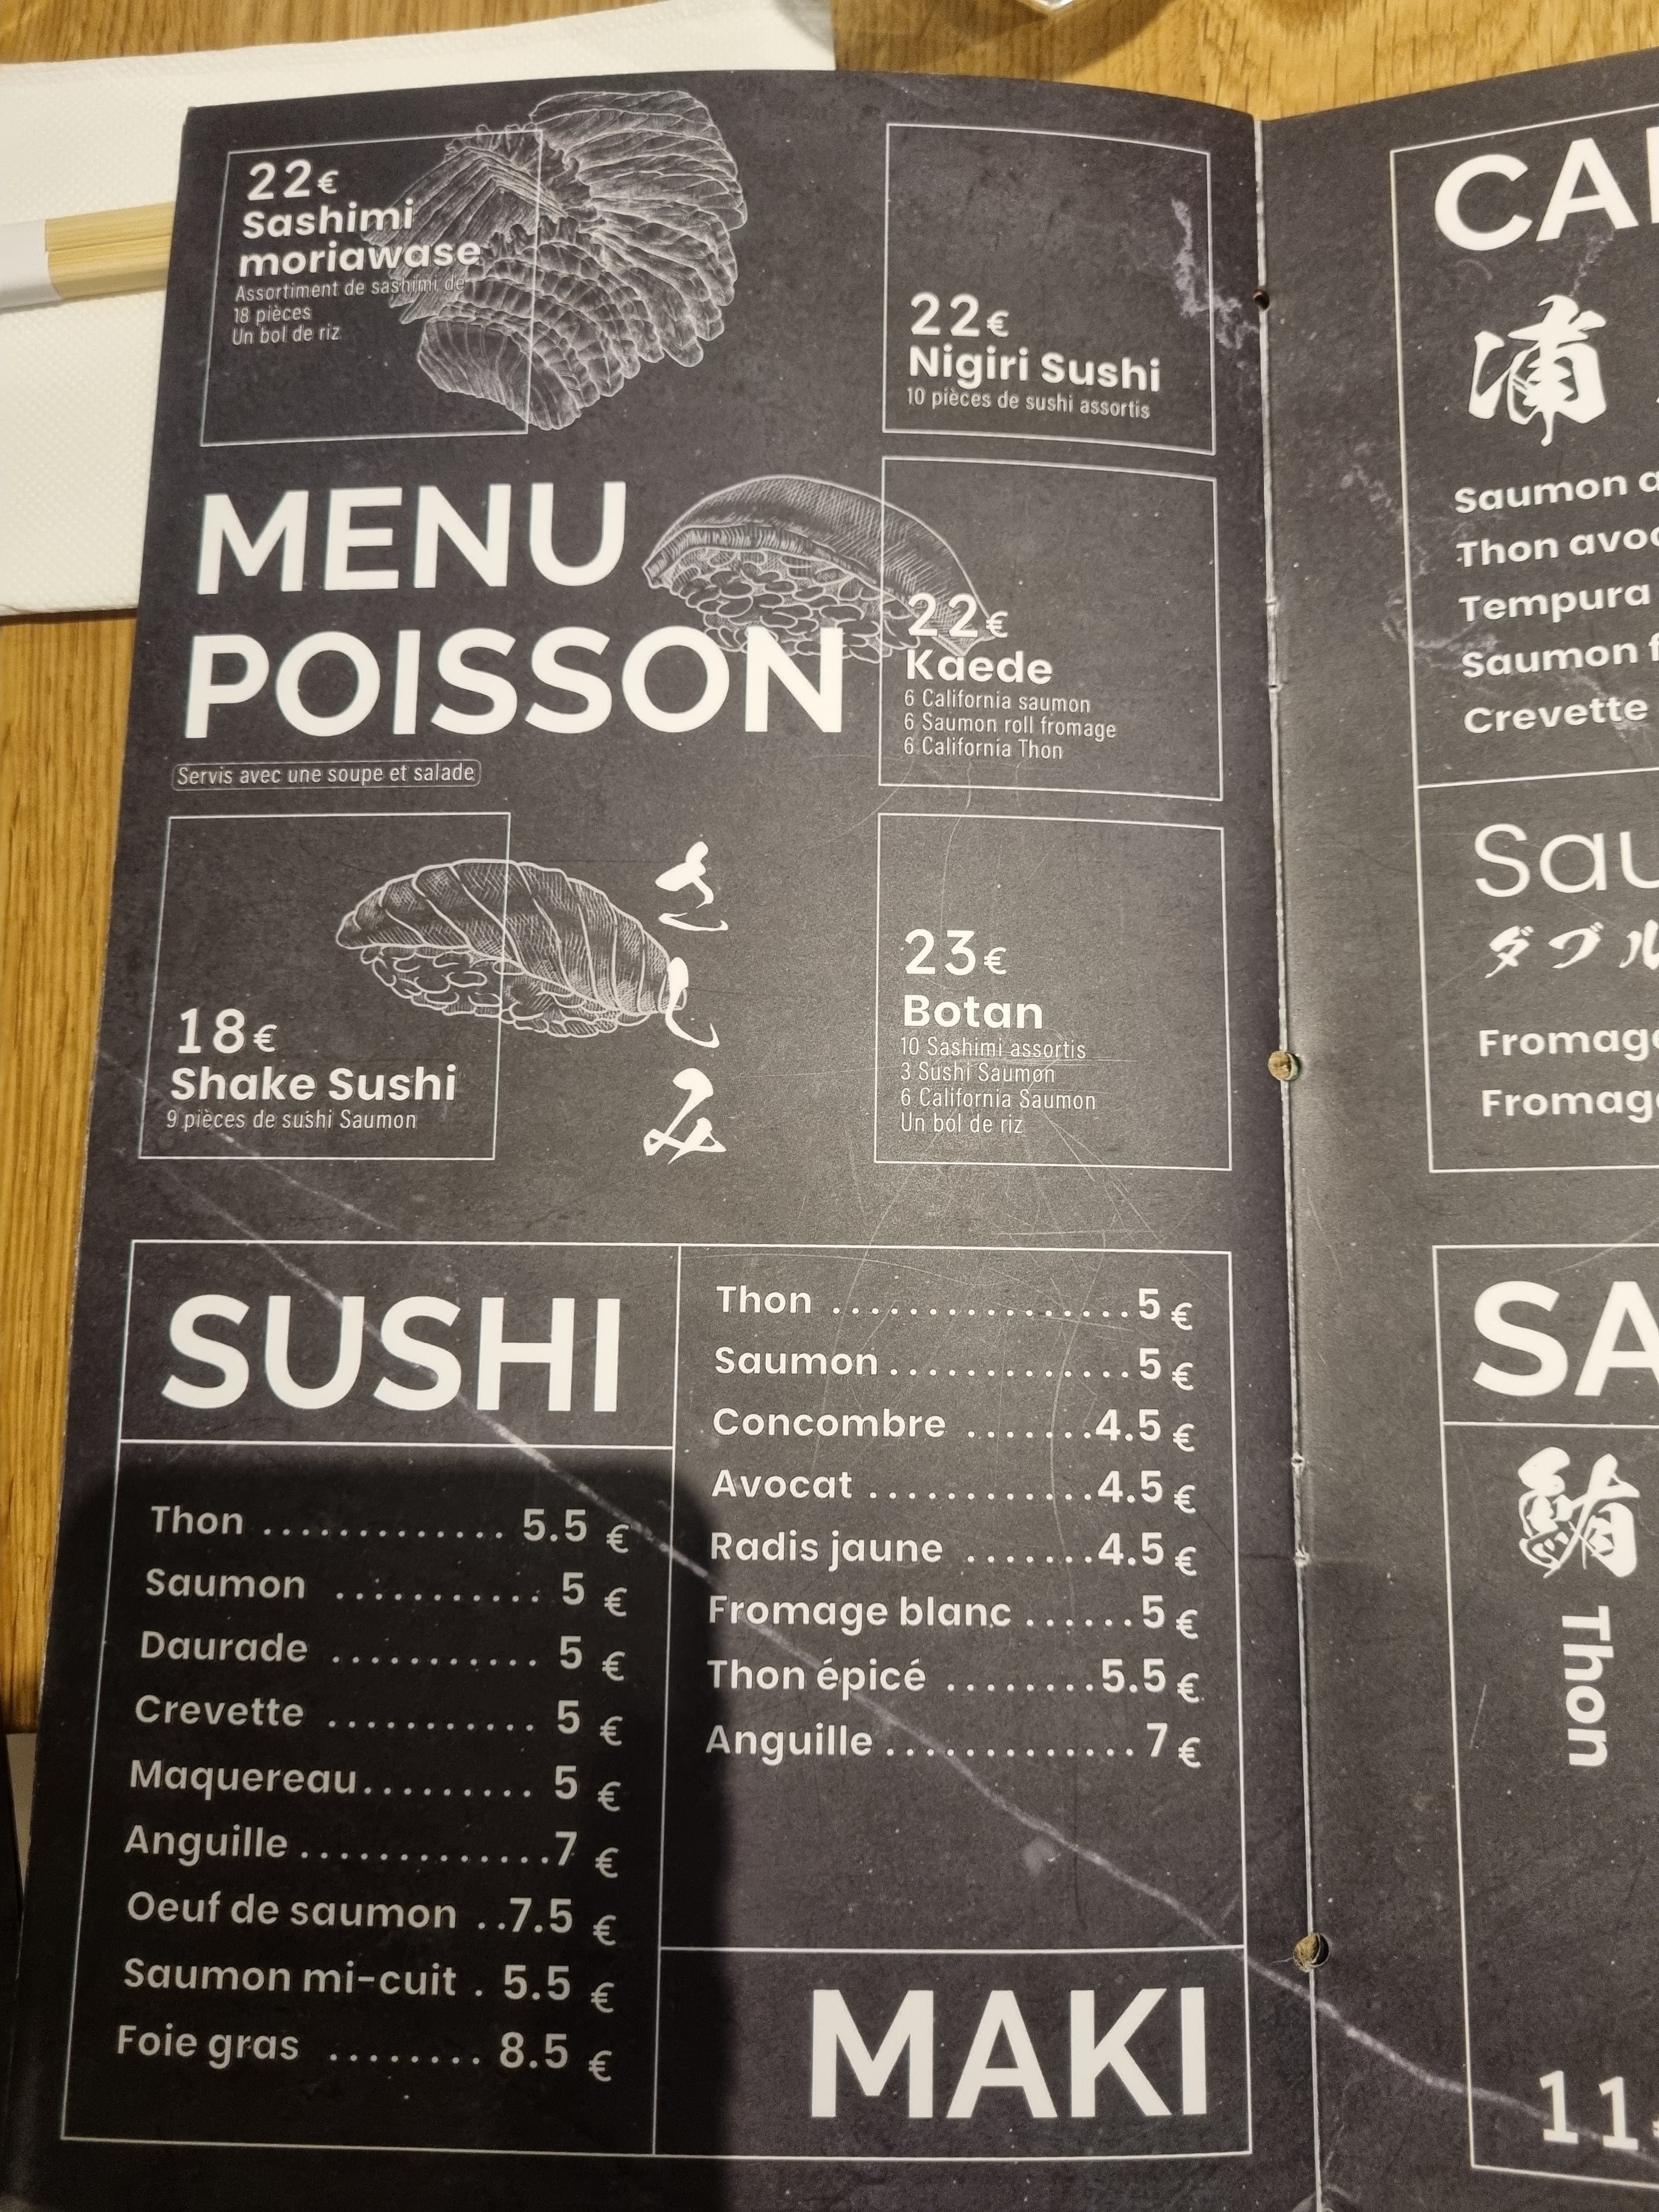 22€
Sashimi
moriawase
Assortiment de sashimi de
18 pièces
Un bol de riz
22€
Nigiri Sushi
10 pièces de sushi assortis
MENU
POISSON
Servis avec une soupe et salade
22€
Kaede
6 California saumon
6 Saumon roll fromage
6 California Thon
18€
Shake Sushi
9 pièces de sushi Saumon
さしみ
23€
Botan
10 Sashimi assortis
3 Sushi Saumon
6 California Saumon
Un bol de riz
SUSHI
Thon ............. 5.5 €
Saumon ........... 5 €
Daurade ........... 5 €
Crevette ........... 5 €
Maquereau......... 5 €
Anguille .............7 €
Oeuf de saumon ..7.5 €
Saumon mi-cuit . 5.5 €
Foie gras ........ 8.5 €
Thon ................5 €
Saumon .............5 €
Concombre .......4.5 €
Avocat ............4.5 €
Radis jaune .......4.5 €
Fromage blanc ......5 €
Thon épicé ........5.5 €
Anguille ............. 7 €
MAKI
浦
Saumon
Thon
Tempura
Saumon
Crevette
ダブル
Fromage
Fromage
鮪
Thon